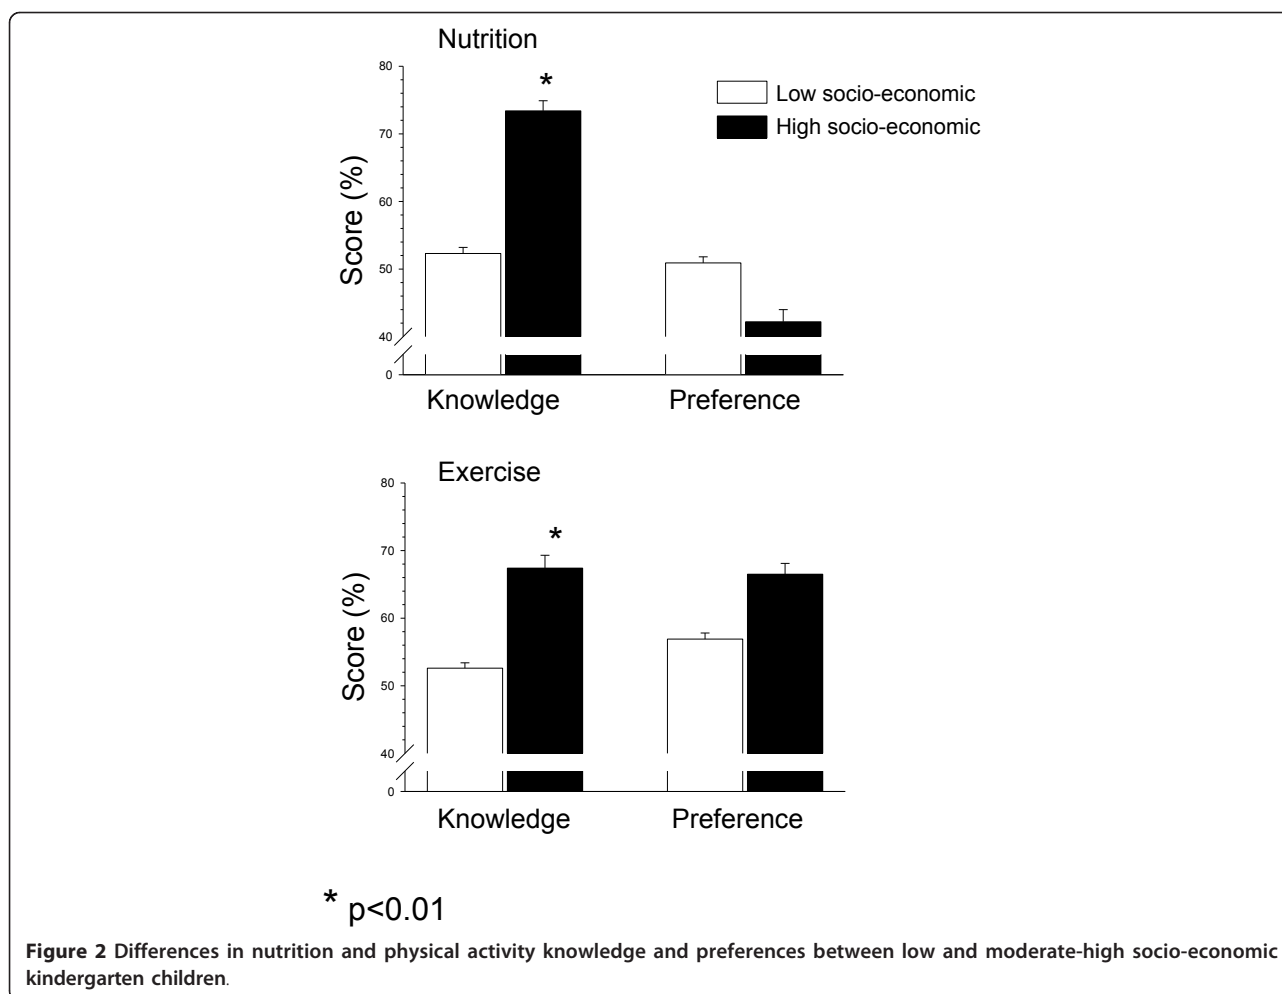 Nutrition
80
70
60
50
40
0
Score (%)
*
Low socio-economic
High socio-economic
Knowledge Preference
Exercise
80
70
60
50
40
0
Score (%)
*
Knowledge Preference
* p<0.01
Figure 2 Differences in nutrition and physical activity knowledge and preferences between low and moderate-high socio-economic
kindergarten children.